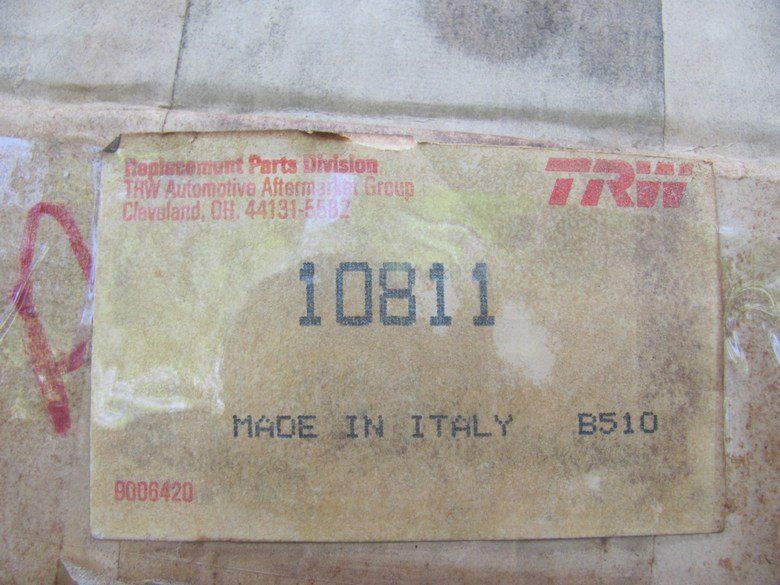 Replacement Parts Division
TRW Automotive Aftermarket Group
Cleveland, OH. 44131-5582
TRW
10811
MADE IN ITALY B510
9006420